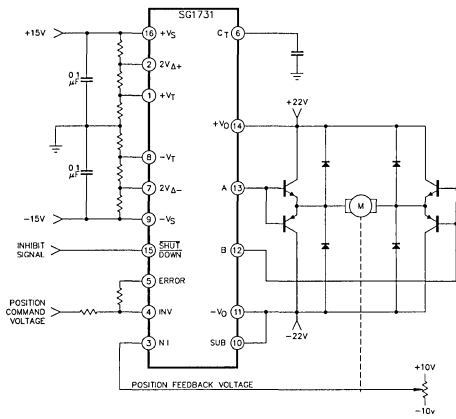 SG1731
+15V
16 +VS
CT 6
2 2VΔ+
0.1 μF
1 +VT
+22V
+VO 14
8 -VT
0.1 μF
7 2VΔ-
A 13
M
-15V
9 -VS
INHIBIT SIGNAL
15 SHUT DOWN
B 12
5 ERROR
POSITION COMMAND VOLTAGE
4 INV
-VO 11
-22V
3 N I
SUB 10
POSITION FEEDBACK VOLTAGE
+10V
-10v